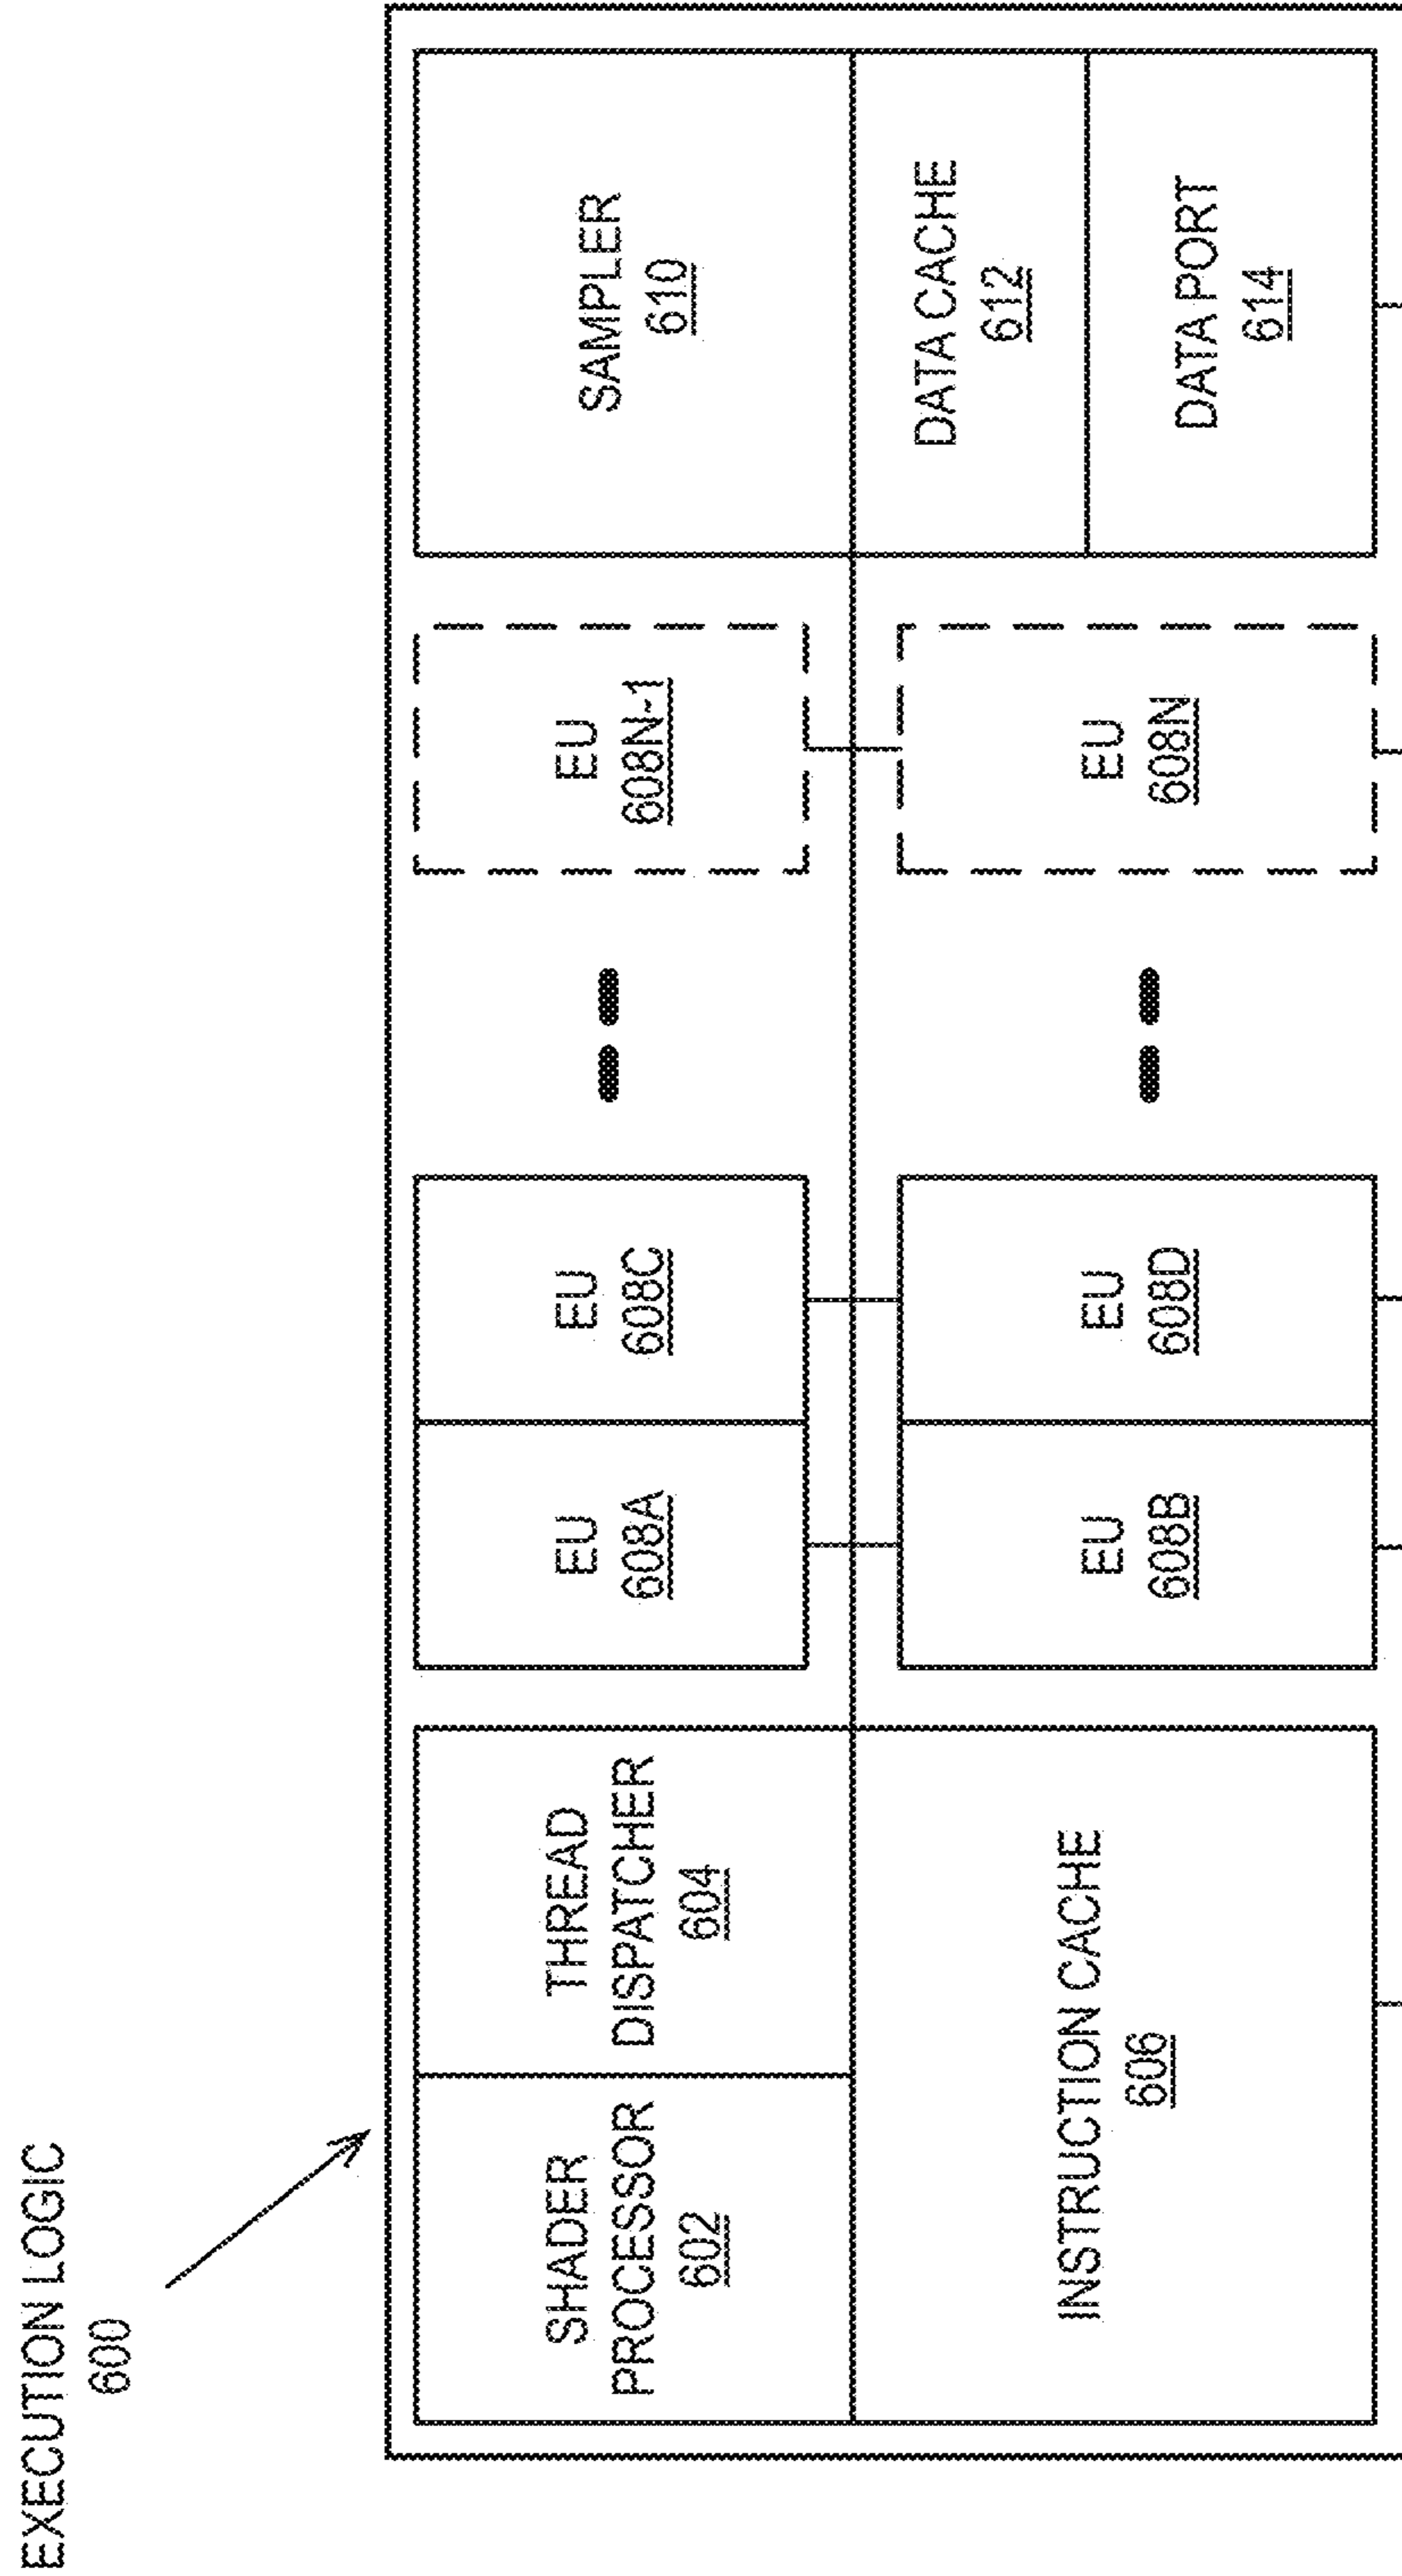 EXECUTION LOGIC
600
SHADER
PROCESSOR
602
THREAD
DISPATCHER
604
INSTRUCTION CACHE
606
EU
608A
EU
608C
EU
608N-1
EU
608B
EU
608D
EU
608N
SAMPLER
610
DATA CACHE
612
DATA PORT
614